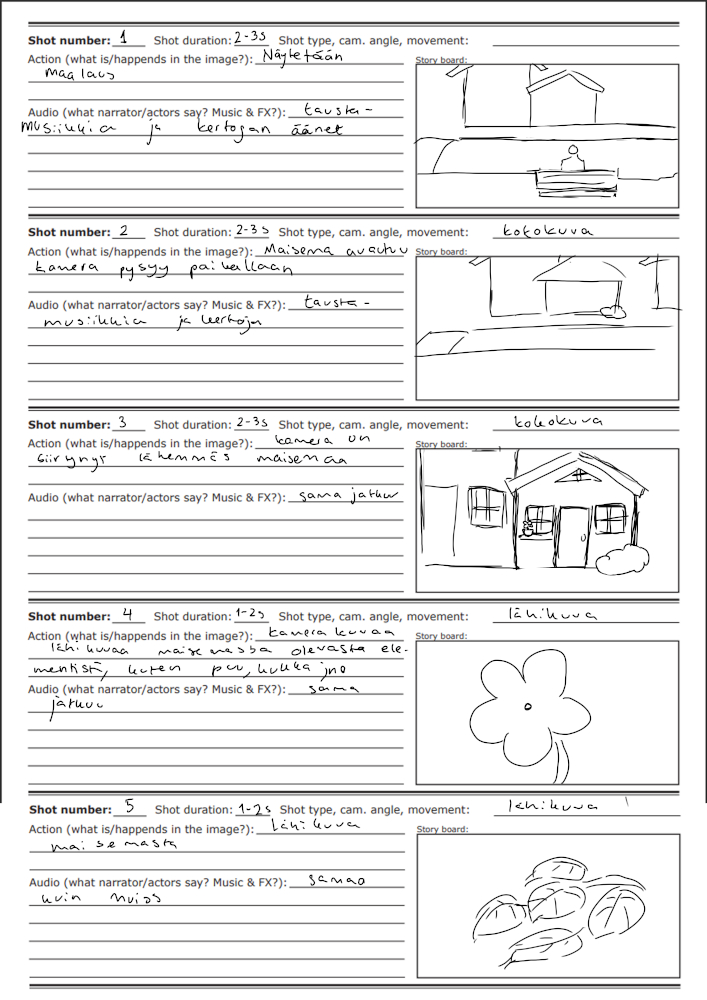 Shot number: 1 Shot duration: 2-3s Shot type, cam. angle, movement:
Action (what is/happends in the image?): Näytetään
maalaus
Story board:
Audio (what narrator/actors say? Music & FX?): tausta-
musiikkia ja kertojan äänet
Shot number: 2 Shot duration: 2-3s Shot type, cam. angle, movement: kokokuva
Action (what is/happends in the image?): Maisema avautuu
kamera pysyy paikallaan
Story board:
Audio (what narrator/actors say? Music & FX?): tausta-
musiikkia ja kertoja
Shot number: 3 Shot duration: 2-3s Shot type, cam. angle, movement: kokokuva
Action (what is/happends in the image?): kamera on
siirynyt lähemmäs maisemaa
Story board:
Audio (what narrator/actors say? Music & FX?): sama jatkuu
Shot number: 4 Shot duration: 1-2s Shot type, cam. angle, movement: lähikuva
Action (what is/happends in the image?): kamera kuvaa
lähikuvaa maisemassa olevasta ele-
mentistä, kuten puu, kukka jne
Story board:
Audio (what narrator/actors say? Music & FX?): sama
jatkuu
Shot number: 5 Shot duration: 1-2s Shot type, cam. angle, movement: lähikuva
Action (what is/happends in the image?): Lähikuva
maisemasta
Story board:
Audio (what narrator/actors say? Music & FX?): samaa
kuin muios